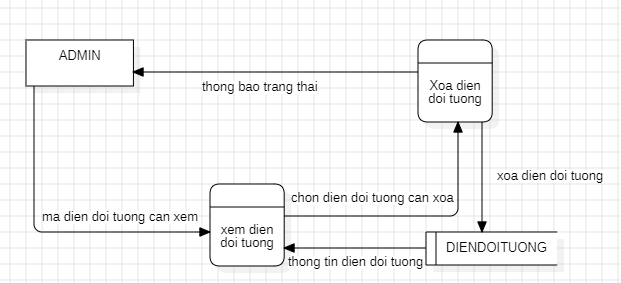 ADMIN
thong bao trang thai
Xoa dien
doi tuong
xoa dien doi tuong
chon dien doi tuong can xoa
ma dien doi tuong can xem
xem dien
doi tuong
DIENDOITUONG
thong tin dien doi tuong